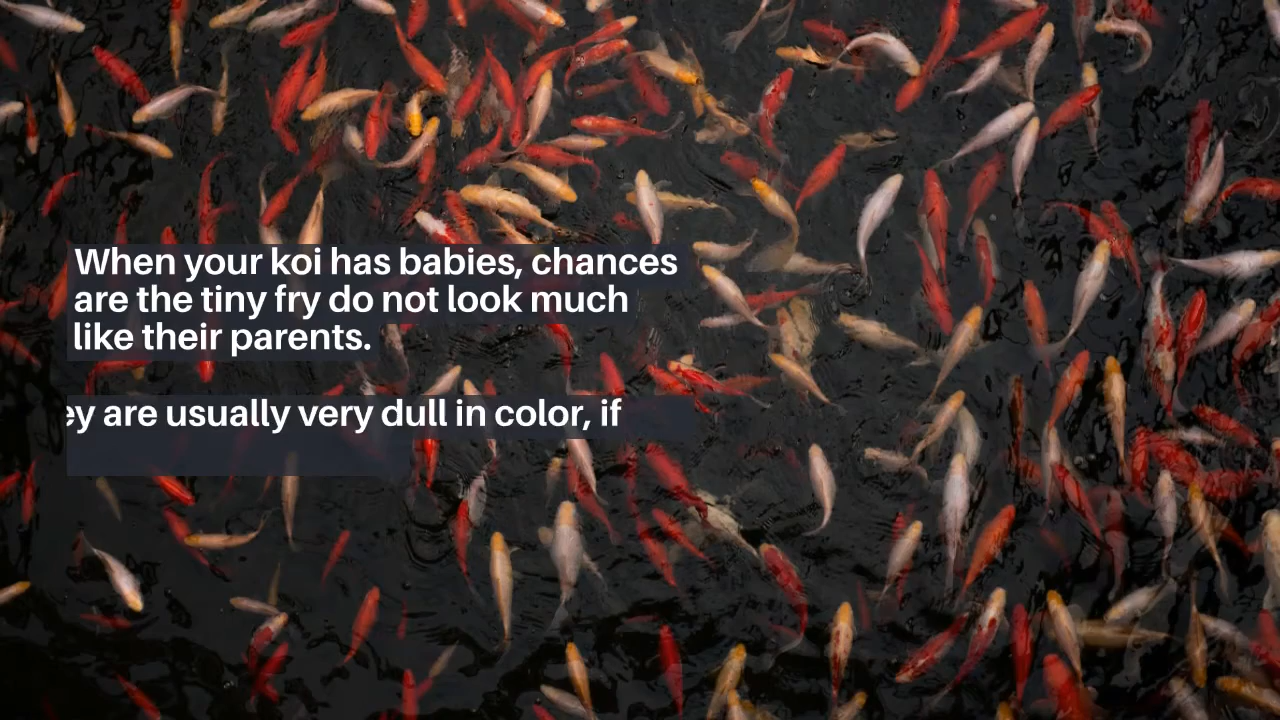 When your koi has babies, chances
are the tiny fry do not look much
like their parents.
are usually very dull in color, if